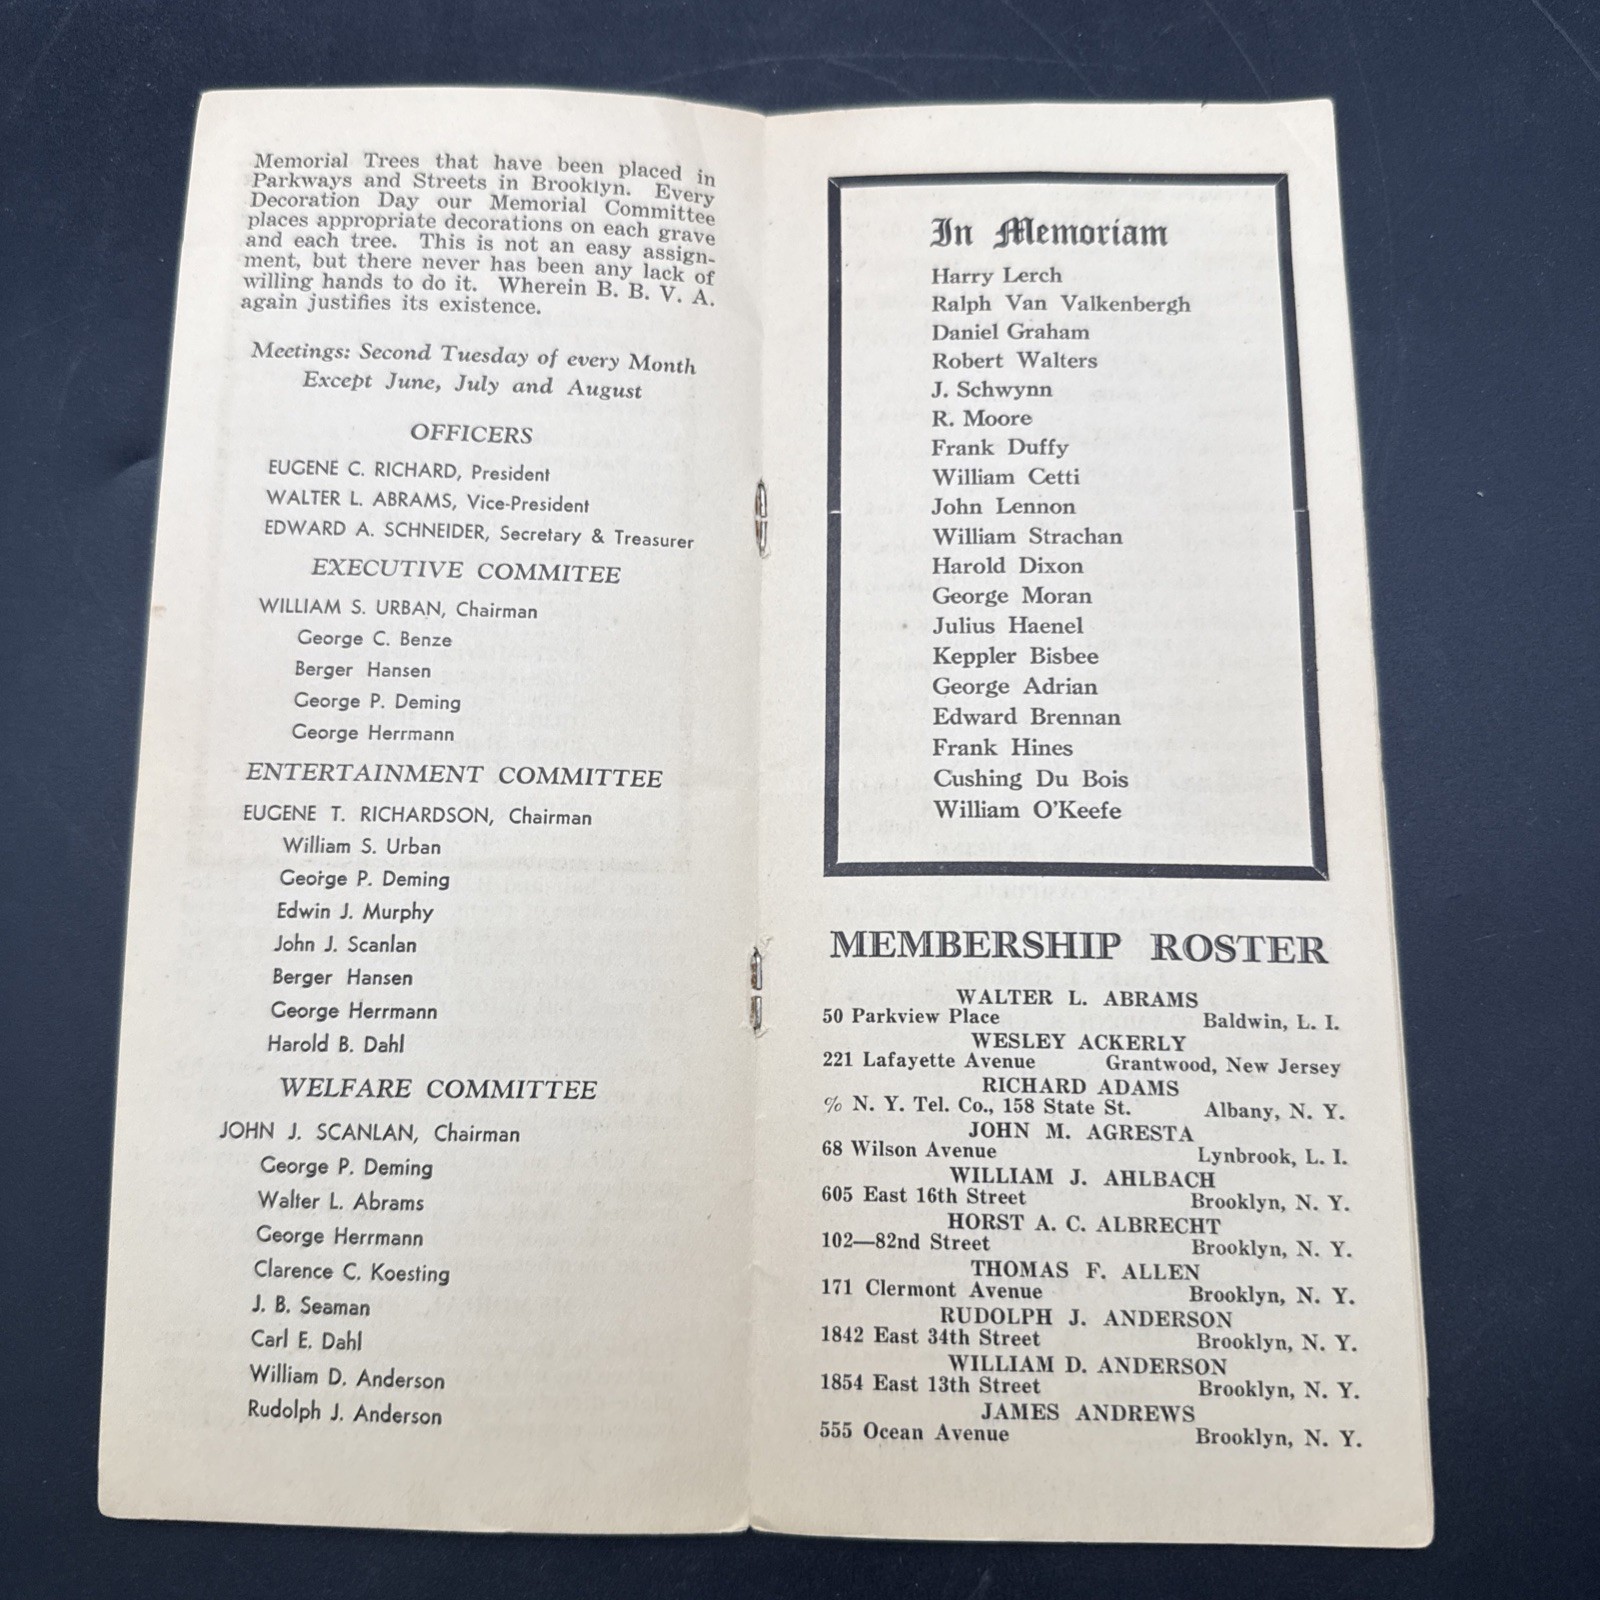 Memorial Trees that have been placed in
Parkways and Streets in Brooklyn. Every
Decoration Day our Memorial Committee
places appropriate decorations on each grave
and each tree. This is not an easy assign-
ment, but there never has been any lack of
willing hands to do it. Wherein B. B. V. A.
again justifies its existence.
Meetings: Second Tuesday of every Month
Except June, July and August
OFFICERS
EUGENE C. RICHARD, President
WALTER L. ABRAMS, Vice-President
EDWARD A. SCHNEIDER, Secretary & Treasurer
EXECUTIVE COMMITEE
WILLIAM S. URBAN, Chairman
George C. Benze
Berger Hansen
George P. Deming
George Herrmann
ENTERTAINMENT COMMITTEE
EUGENE T. RICHARDSON, Chairman
William S. Urban
George P. Deming
Edwin J. Murphy
John J. Scanlan
Berger Hansen
George Herrmann
Harold B. Dahl
WELFARE COMMITTEE
JOHN J. SCANLAN, Chairman
George P. Deming
Walter L. Abrams
George Herrmann
Clarence C. Koesting
J. B. Seaman
Carl E. Dahl
William D. Anderson
Rudolph J. Anderson
In Memoriam
Harry Lerch
Ralph Van Valkenbergh
Daniel Graham
Robert Walters
J. Schwynn
R. Moore
Frank Duffy
William Cetti
John Lennon
William Strachan
Harold Dixon
George Moran
Julius Haenel
Keppler Bisbee
George Adrian
Edward Brennan
Frank Hines
Cushing Du Bois
William O'Keefe
MEMBERSHIP ROSTER
WALTER L. ABRAMS
50 Parkview Place Baldwin, L. I.
WESLEY ACKERLY
221 Lafayette Avenue Grantwood, New Jersey
RICHARD ADAMS
% N. Y. Tel. Co., 158 State St. Albany, N. Y.
JOHN M. AGRESTA
68 Wilson Avenue Lynbrook, L. I.
WILLIAM J. AHLBACH
605 East 16th Street Brooklyn, N. Y.
HORST A. C. ALBRECHT
102—82nd Street Brooklyn, N. Y.
THOMAS F. ALLEN
171 Clermont Avenue Brooklyn, N. Y.
RUDOLPH J. ANDERSON
1842 East 34th Street Brooklyn, N. Y.
WILLIAM D. ANDERSON
1854 East 13th Street Brooklyn, N. Y.
JAMES ANDREWS
555 Ocean Avenue Brooklyn, N. Y.